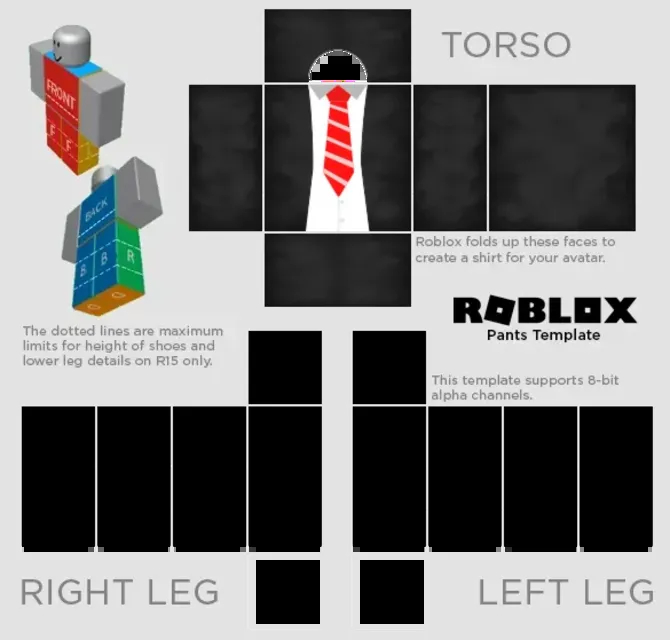 TORSO
FRONT
F F
BACK
B B R
Roblox folds up these faces to
create a shirt for your avatar.
ROBLOX
Pants Template
The dotted lines are maximum
limits for height of shoes and
lower leg details on R15 only.
This template supports 8-bit
alpha channels.
RIGHT LEG
LEFT LEG